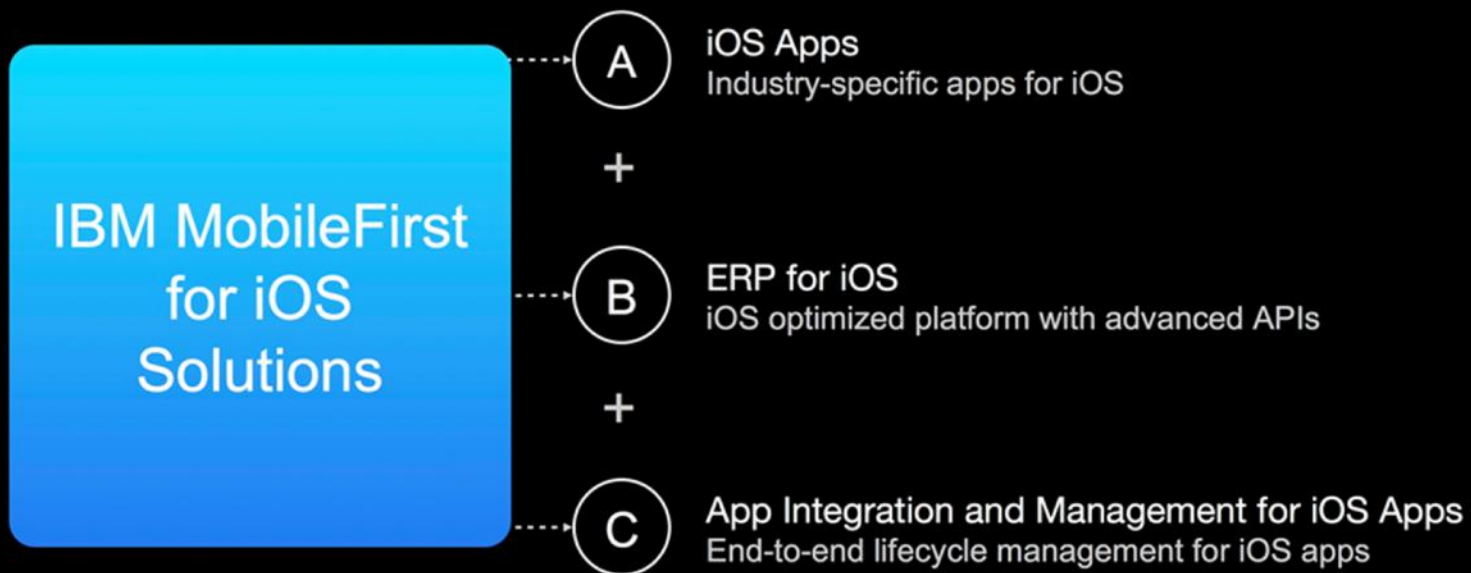 IBM MobileFirst
for iOS
Solutions
A
iOS Apps
Industry-specific apps for iOS
+
B
ERP for iOS
iOS optimized platform with advanced APIs
+
C
App Integration and Management for iOS Apps
End-to-end lifecycle management for iOS apps